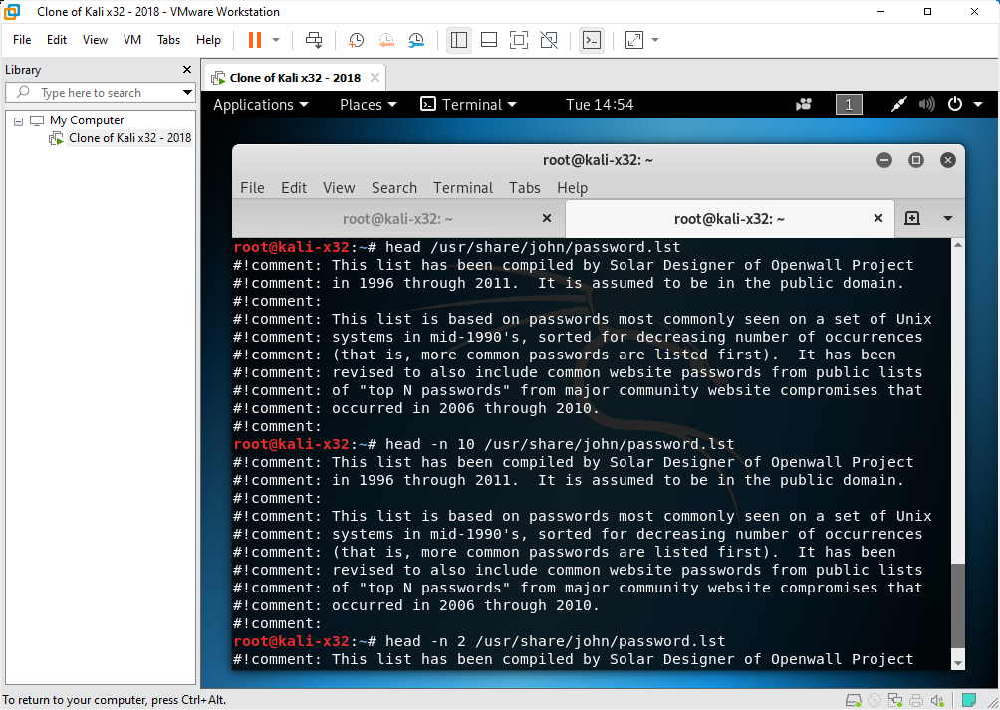 Clone of Kali x32 - 2018 - VMware Workstation
File Edit View VM Tabs Help
Library
Type here to search
My Computer
Clone of Kali x32 - 2018
Clone of Kali x32 - 2018
Applications Places Terminal Tue 14:54 1
root@kali-x32: ~
File Edit View Search Terminal Tabs Help
root@kali-x32: ~ root@kali-x32: ~
root@kali-x32:~# head /usr/share/john/password.lst
#!comment: This list has been compiled by Solar Designer of Openwall Project
#!comment: in 1996 through 2011.  It is assumed to be in the public domain.
#!comment:
#!comment: This list is based on passwords most commonly seen on a set of Unix
#!comment: systems in mid-1990's, sorted for decreasing number of occurrences
#!comment: (that is, more common passwords are listed first).  It has been
#!comment: revised to also include common website passwords from public lists
#!comment: of "top N passwords" from major community website compromises that
#!comment: occurred in 2006 through 2010.
#!comment:
root@kali-x32:~# head -n 10 /usr/share/john/password.lst
#!comment: This list has been compiled by Solar Designer of Openwall Project
#!comment: in 1996 through 2011.  It is assumed to be in the public domain.
#!comment:
#!comment: This list is based on passwords most commonly seen on a set of Unix
#!comment: systems in mid-1990's, sorted for decreasing number of occurrences
#!comment: (that is, more common passwords are listed first).  It has been
#!comment: revised to also include common website passwords from public lists
#!comment: of "top N passwords" from major community website compromises that
#!comment: occurred in 2006 through 2010.
#!comment:
root@kali-x32:~# head -n 2 /usr/share/john/password.lst
#!comment: This list has been compiled by Solar Designer of Openwall Project
To return to your computer, press Ctrl+Alt.